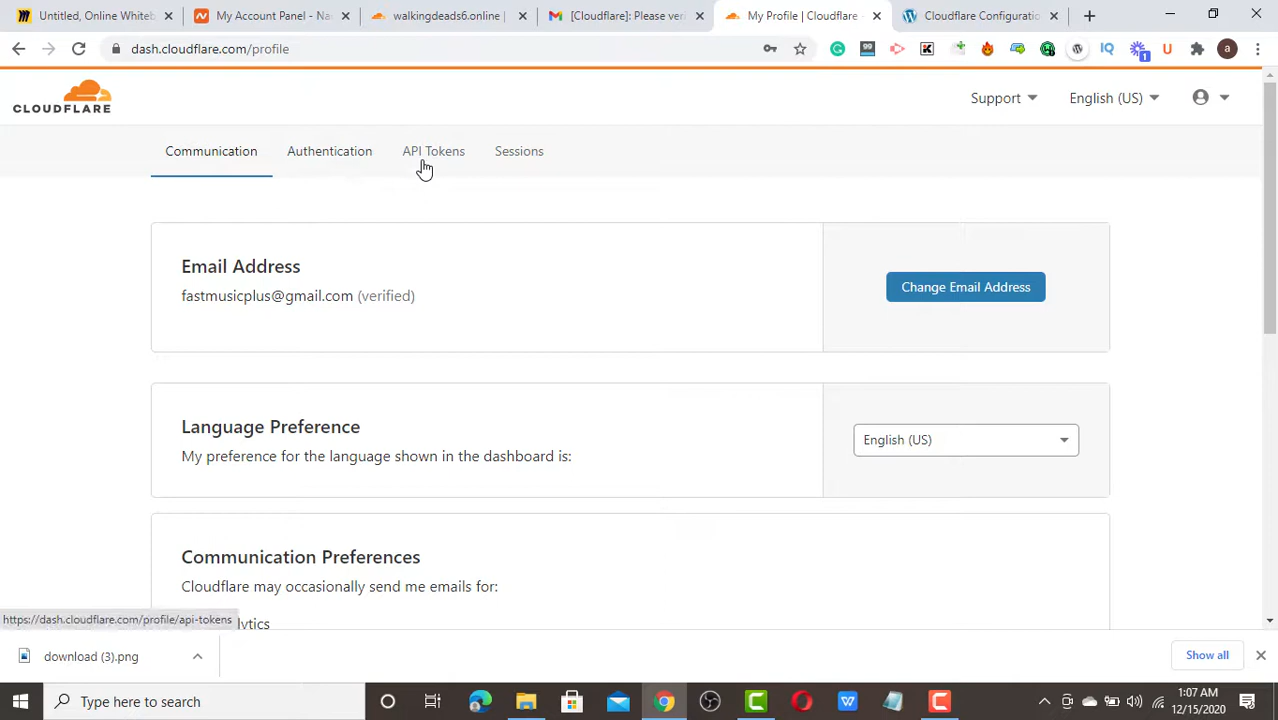 Untitled, Online Whiteb
My Account Panel - Na
walkingdeads6.online |
[Cloudflare]: Please veri
My Profile | Cloudflare -
Cloudflare Configuratio
dash.cloudflare.com/profile
CLOUDFLARE
Support
English (US)
Communication
Authentication
API Tokens
Sessions
Email Address
fastmusicplus@gmail.com (verified)
Change Email Address
Language Preference
English (US)
My preference for the language shown in the dashboard is:
Communication Preferences
Cloudflare may occasionally send me emails for:
https://dash.cloudflare.com/profile/api-tokens
lytics
download (3).png
Show all
Type here to search
1:07 AM
12/15/2020